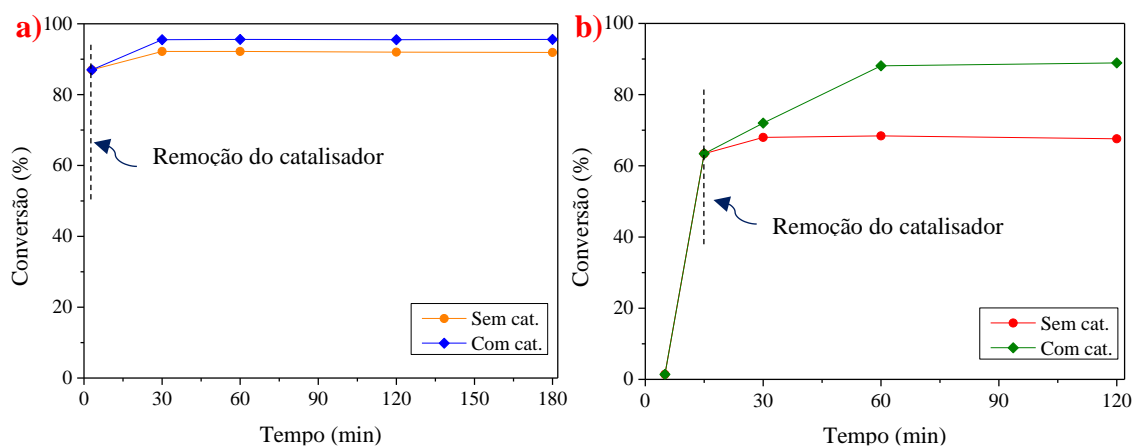 a)
100
80
60
40
20
0
Conversão (%)
Remoção do catalisador
Sem cat.
Com cat.
0 30 60 90 120 150 180
Tempo (min)
b)
100
80
60
40
20
0
Conversão (%)
Remoção do catalisador
Sem cat.
Com cat.
0 30 60 90 120
Tempo (min)